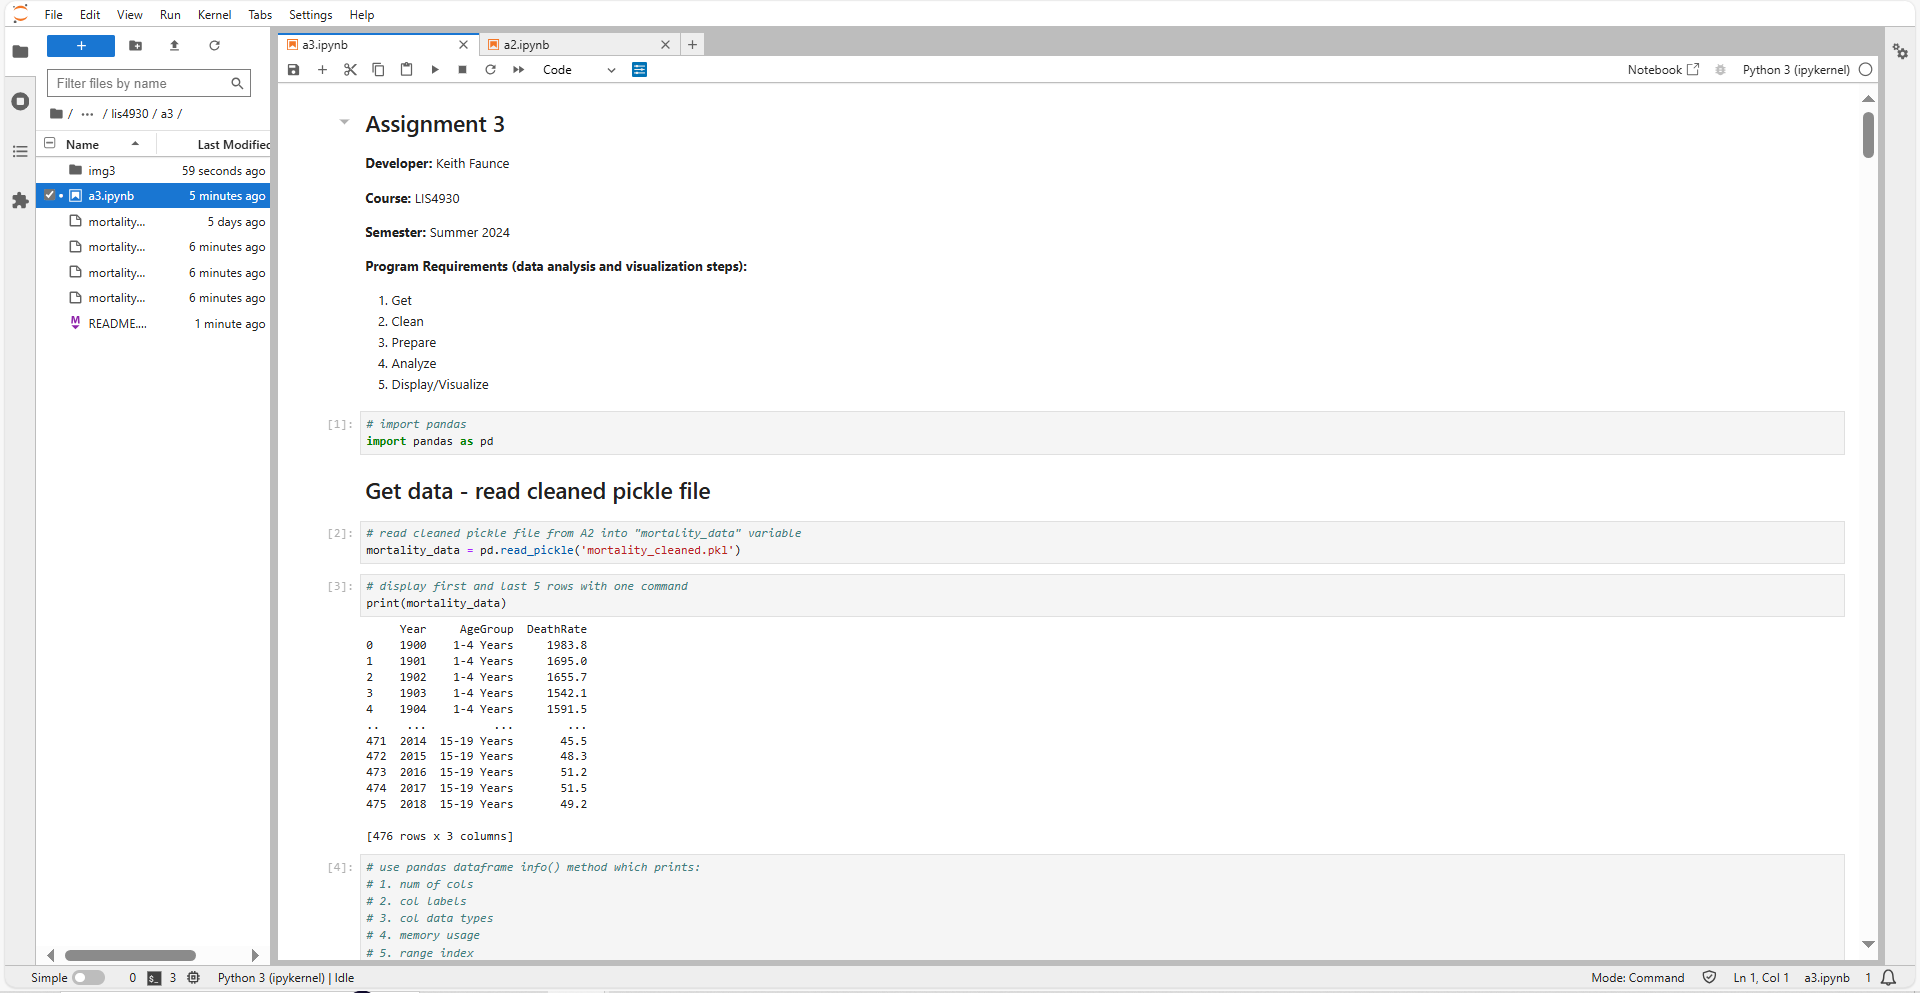 File Edit View Run Kernel Tabs Settings Help
Filter files by name
/ ... / lis4930 / a3 /
Name Last Modified
img3 59 seconds ago
a3.ipynb 5 minutes ago
mortality... 5 days ago
mortality... 6 minutes ago
mortality... 6 minutes ago
mortality... 6 minutes ago
README.... 1 minute ago
a3.ipynb a2.ipynb
Code Notebook Python 3 (ipykernel)
Assignment 3
Developer: Keith Faunce
Course: LIS4930
Semester: Summer 2024
Program Requirements (data analysis and visualization steps):
1. Get
2. Clean
3. Prepare
4. Analyze
5. Display/Visualize
[1]: # import pandas
import pandas as pd
Get data - read cleaned pickle file
[2]: # read cleaned pickle file from A2 into "mortality_data" variable
mortality_data = pd.read_pickle('mortality_cleaned.pkl')
[3]: # display first and last 5 rows with one command
print(mortality_data)
Year AgeGroup DeathRate
0 1900 1-4 Years 1983.8
1 1901 1-4 Years 1695.0
2 1902 1-4 Years 1655.7
3 1903 1-4 Years 1542.1
4 1904 1-4 Years 1591.5
.. ... ... ...
471 2014 15-19 Years 45.5
472 2015 15-19 Years 48.3
473 2016 15-19 Years 51.2
474 2017 15-19 Years 51.5
475 2018 15-19 Years 49.2
[476 rows x 3 columns]
[4]: # use pandas dataframe info() method which prints:
# 1. num of cols
# 2. col labels
# 3. col data types
# 4. memory usage
# 5. range index
Simple 0 $_ 3 Python 3 (ipykernel) | Idle Mode: Command Ln 1, Col 1 a3.ipynb 1